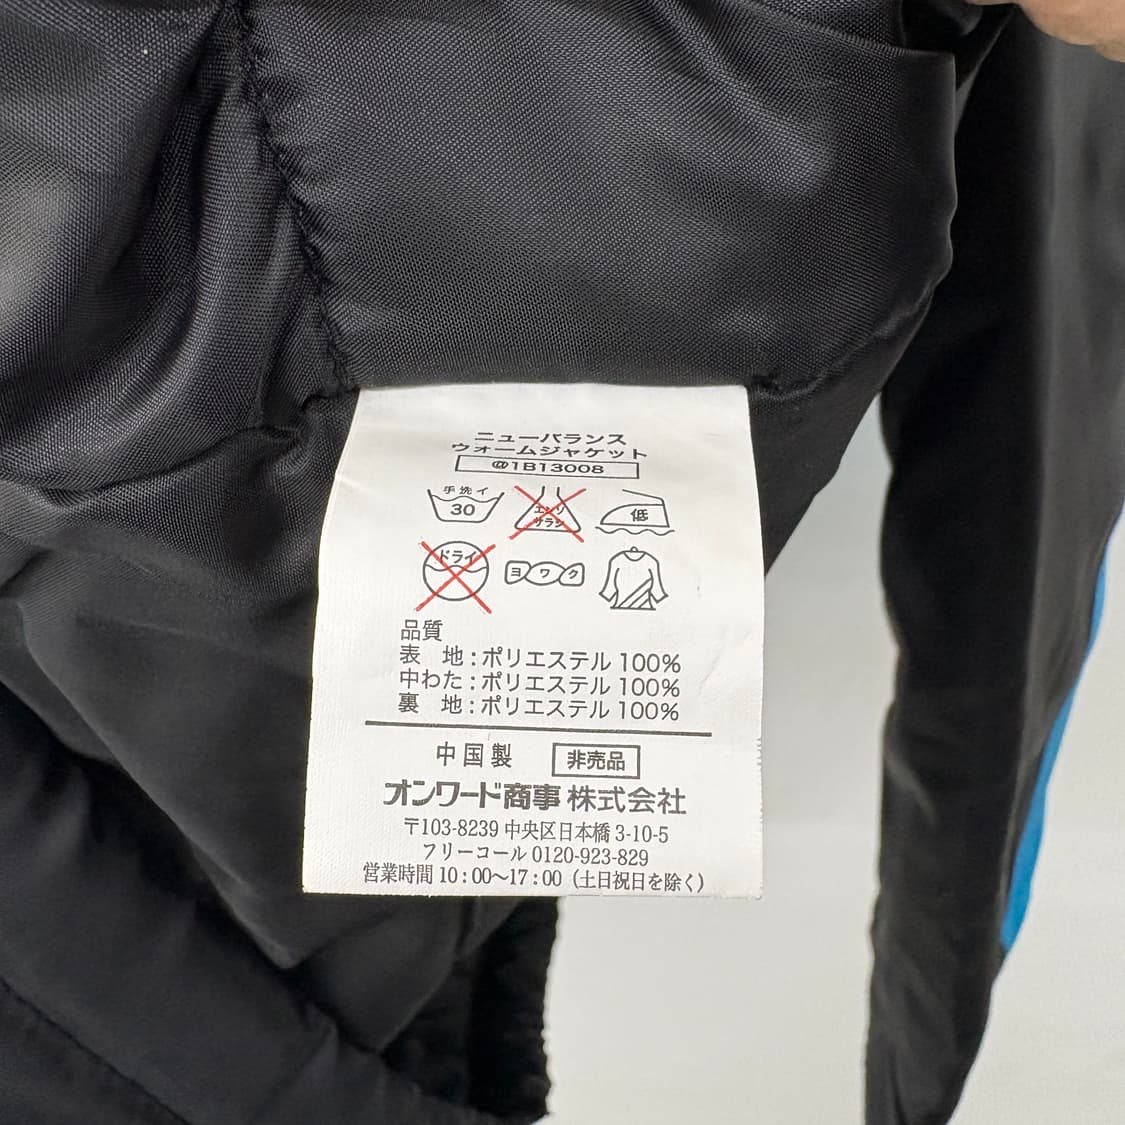 ニューバランス
ウォームジャケット
@1B13008
手洗イ
30
エンソ
サラシ
低
ドライ
ヨワク
品質
表 地:ポリエステル 100%
中わた:ポリエステル 100%
裏 地:ポリエステル 100%
中国製 非売品
オンワード商事 株式会社
〒103-8239 中央区日本橋 3-10-5
フリーコール 0120-923-829
営業時間 10:00〜17:00(土日祝日を除く)